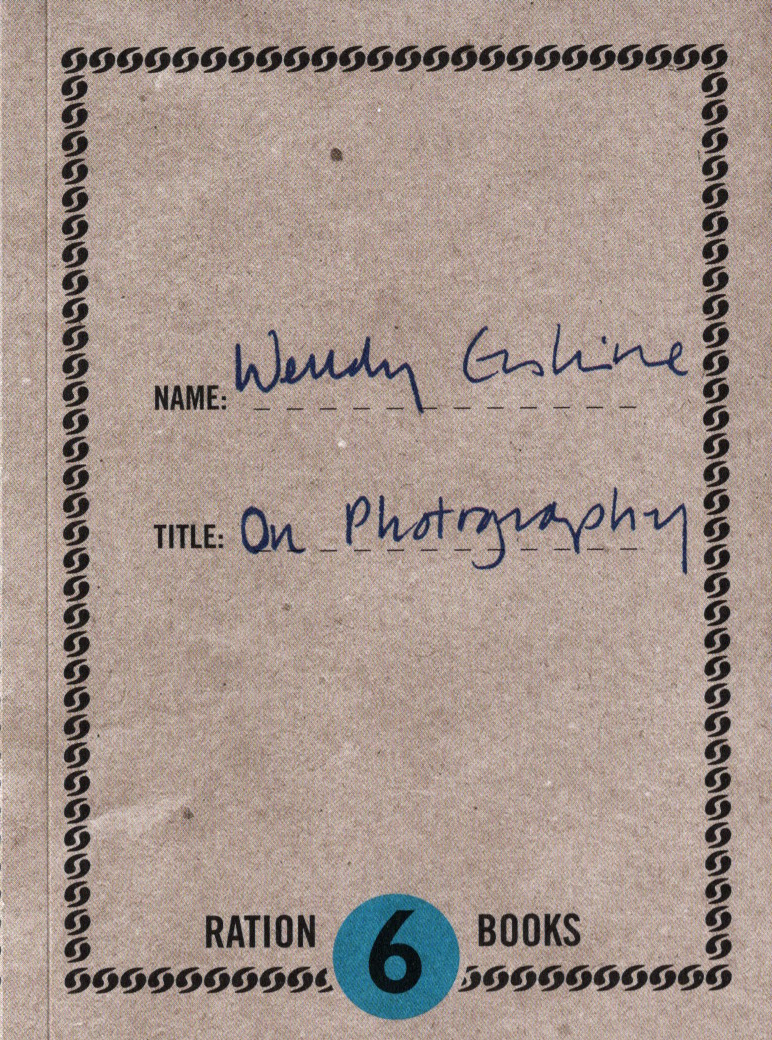 NAME: Wendy Erskine
TITLE: On Photography
RATION 6 BOOKS